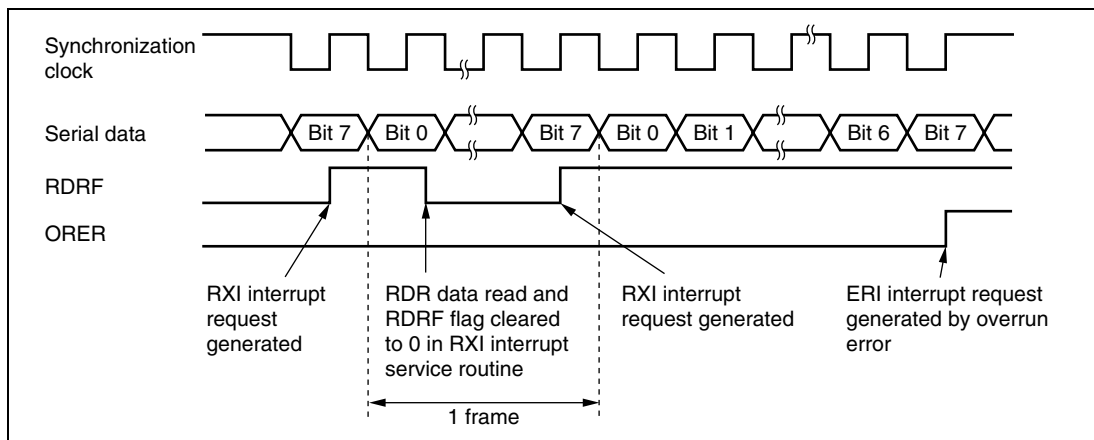 Synchronization
clock
Serial data
Bit 7
Bit 0
Bit 7
Bit 0
Bit 1
Bit 6
Bit 7
RDRF
ORER
RXI interrupt
request
generated
RDR data read and
RDRF flag cleared
to 0 in RXI interrupt
service routine
RXI interrupt
request generated
ERI interrupt request
generated by overrun
error
1 frame